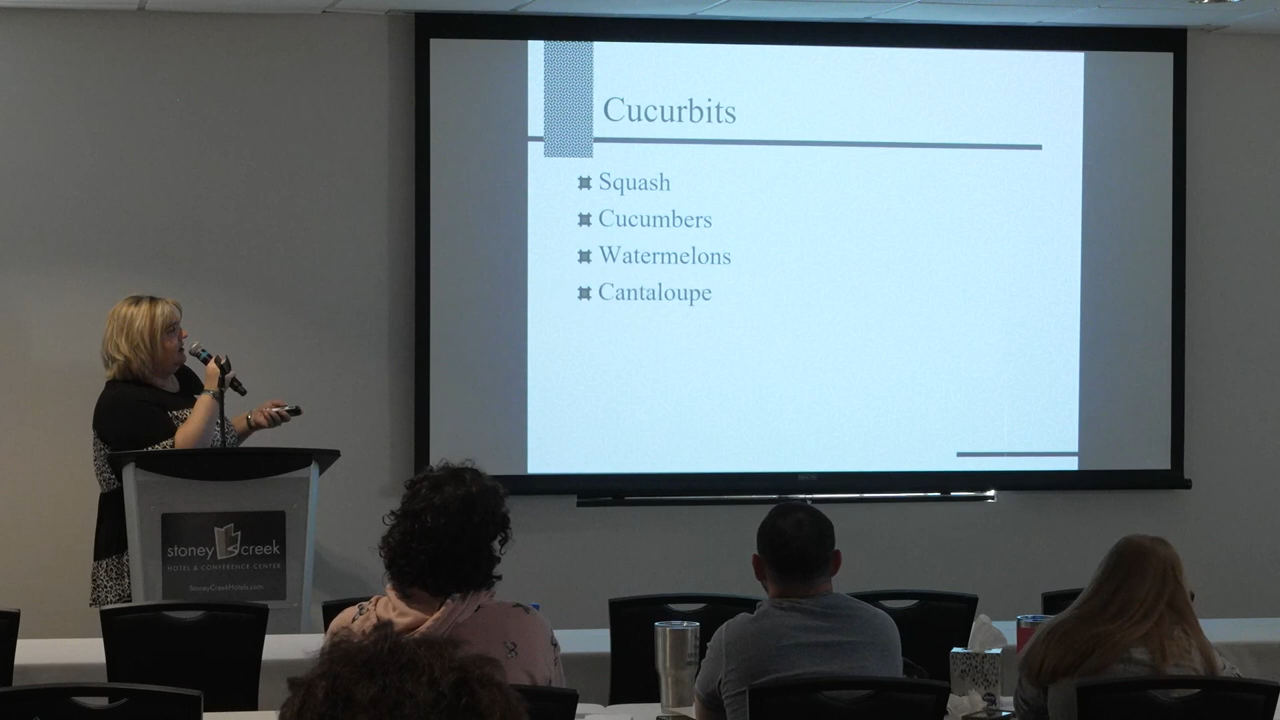 Cucurbits
Squash
Cucumbers
Watermelons
Cantaloupe
stoney creek
HOTEL & CONFERENCE CENTER
StoneyCreekHotels.com